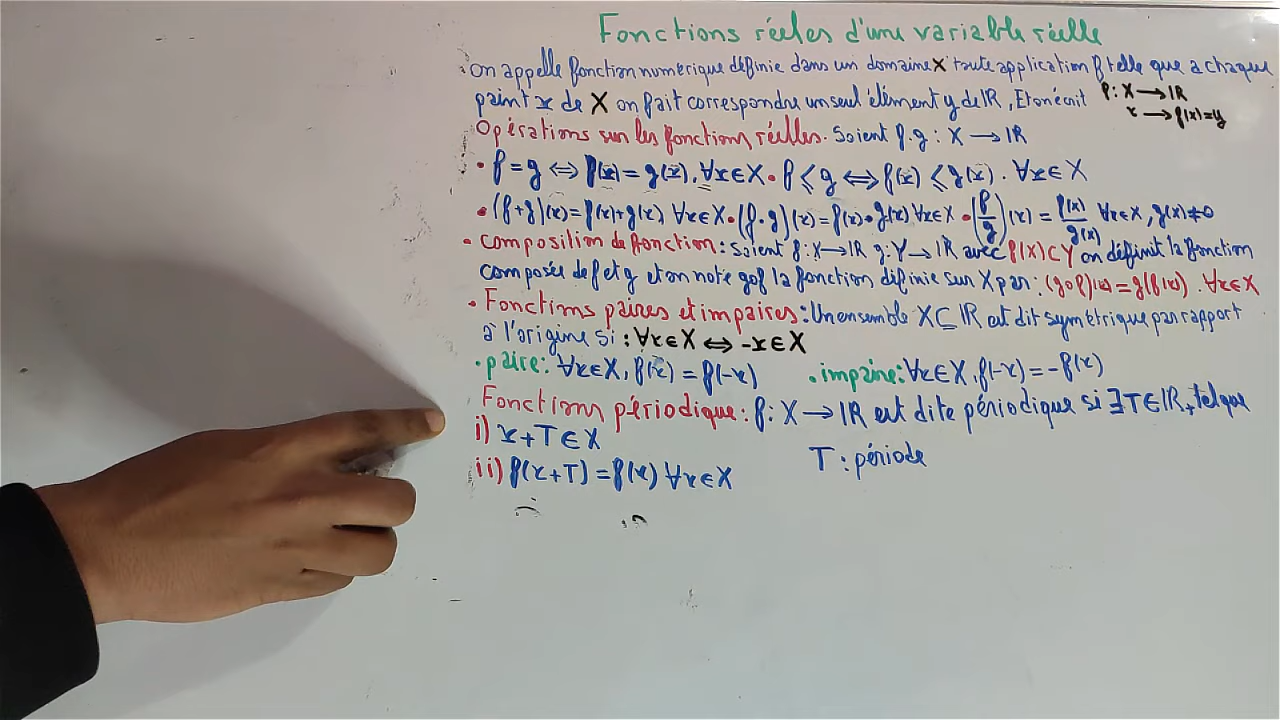 Fonctions réeles d'une variable réelle
On appelle fonction numérique définie dans un domaine X toute application f telle que a chaque
point x de X on fait correspondre un seul élément y de IR, Et on écrit f: X → IR
x → f(x)=y
Opérations sur les fonctions réelles. Soient f.g : X → IR
• f = g ⇔ f(x) = g(x), ∀x∈X • f ⩽ g ⇔ f(x) ⩽ g(x). ∀x∈X
• (f+g)(x)=f(x)+g(x), ∀x∈X • (f·g)(x)=f(x)•g(x) ∀x∈X • (f/g)(x) = f(x)/g(x) ∀x∈X, g(x)≠0
• composition de fonction : Soient f: X→IR g: Y→IR avec f(X)⊂Y on définit la fonction
composée de f et g et on note gof la fonction définie sur X par : (gof)(x)=g(f(x)). ∀x∈X
• Fonctions paires et impaires : Un ensemble X⊆IR est dit symétrique par rapport
à l'origine si : ∀x∈X ⇔ -x∈X
• paire : ∀x∈X, f(x) = f(-x) • impaire : ∀x∈X, f(-x) = -f(x)
Fonctions périodique : f: X → IR est dite périodique si ∃T∈IR+ tel que
i) x+T∈X
ii) f(x+T) = f(x) ∀x∈X T : période